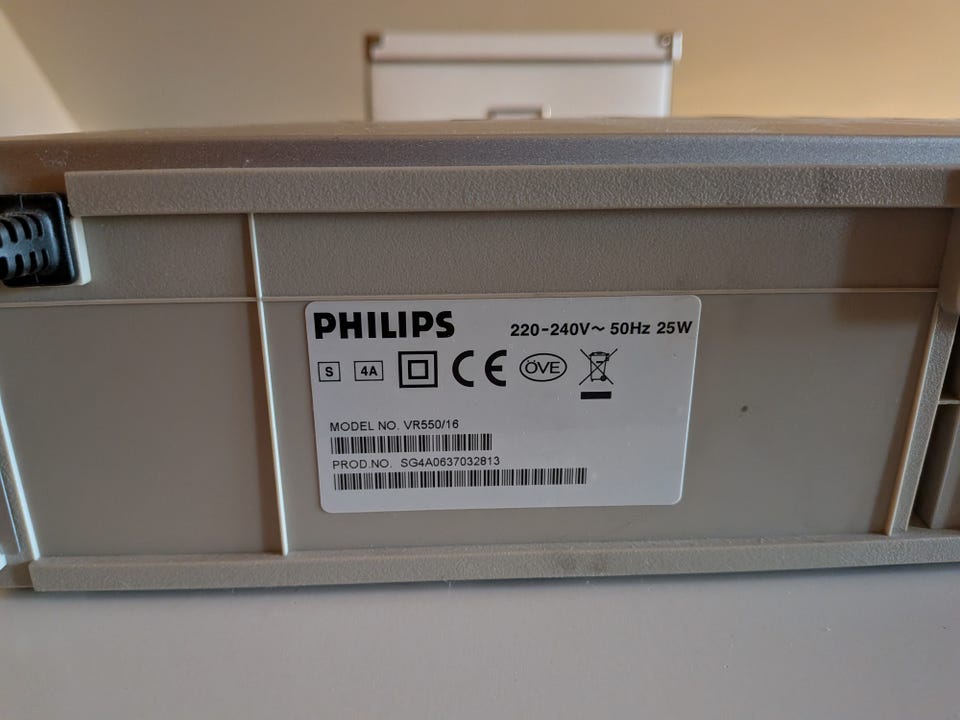 PHILIPS 220-240V~ 50Hz 25W
S 4A CE ÖVE
MODEL NO. VR550/16
PROD.NO. SG4A0637032813